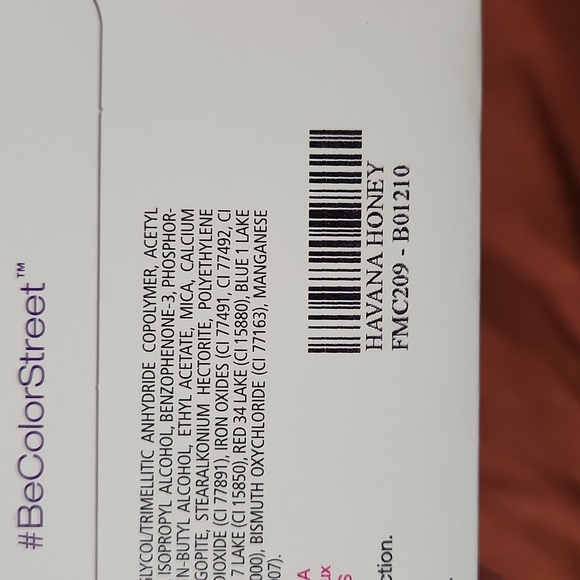 #BeColorStreet™
GLYCOL/TRIMELLITIC ANHYDRIDE COPOLYMER, ACETYL
ISOPROPYL ALCOHOL, BENZOPHENONE-3, PHOSPHOR-
N-BUTYL ALCOHOL, ETHYL ACETATE, MICA, CALCIUM
GOPITE, STEARALKONIUM HECTORITE, POLYETHYLENE
DIOXIDE (CI 77891), IRON OXIDES (CI 77491, CI 77492, CI
7 LAKE (CI 15850), RED 34 LAKE (CI 15880), BLUE 1 LAKE
000), BISMUTH OXYCHLORIDE (CI 77163), MANGANESE
007).
HAVANA HONEY
FMC209 - B01210
A
ux
S
ction.